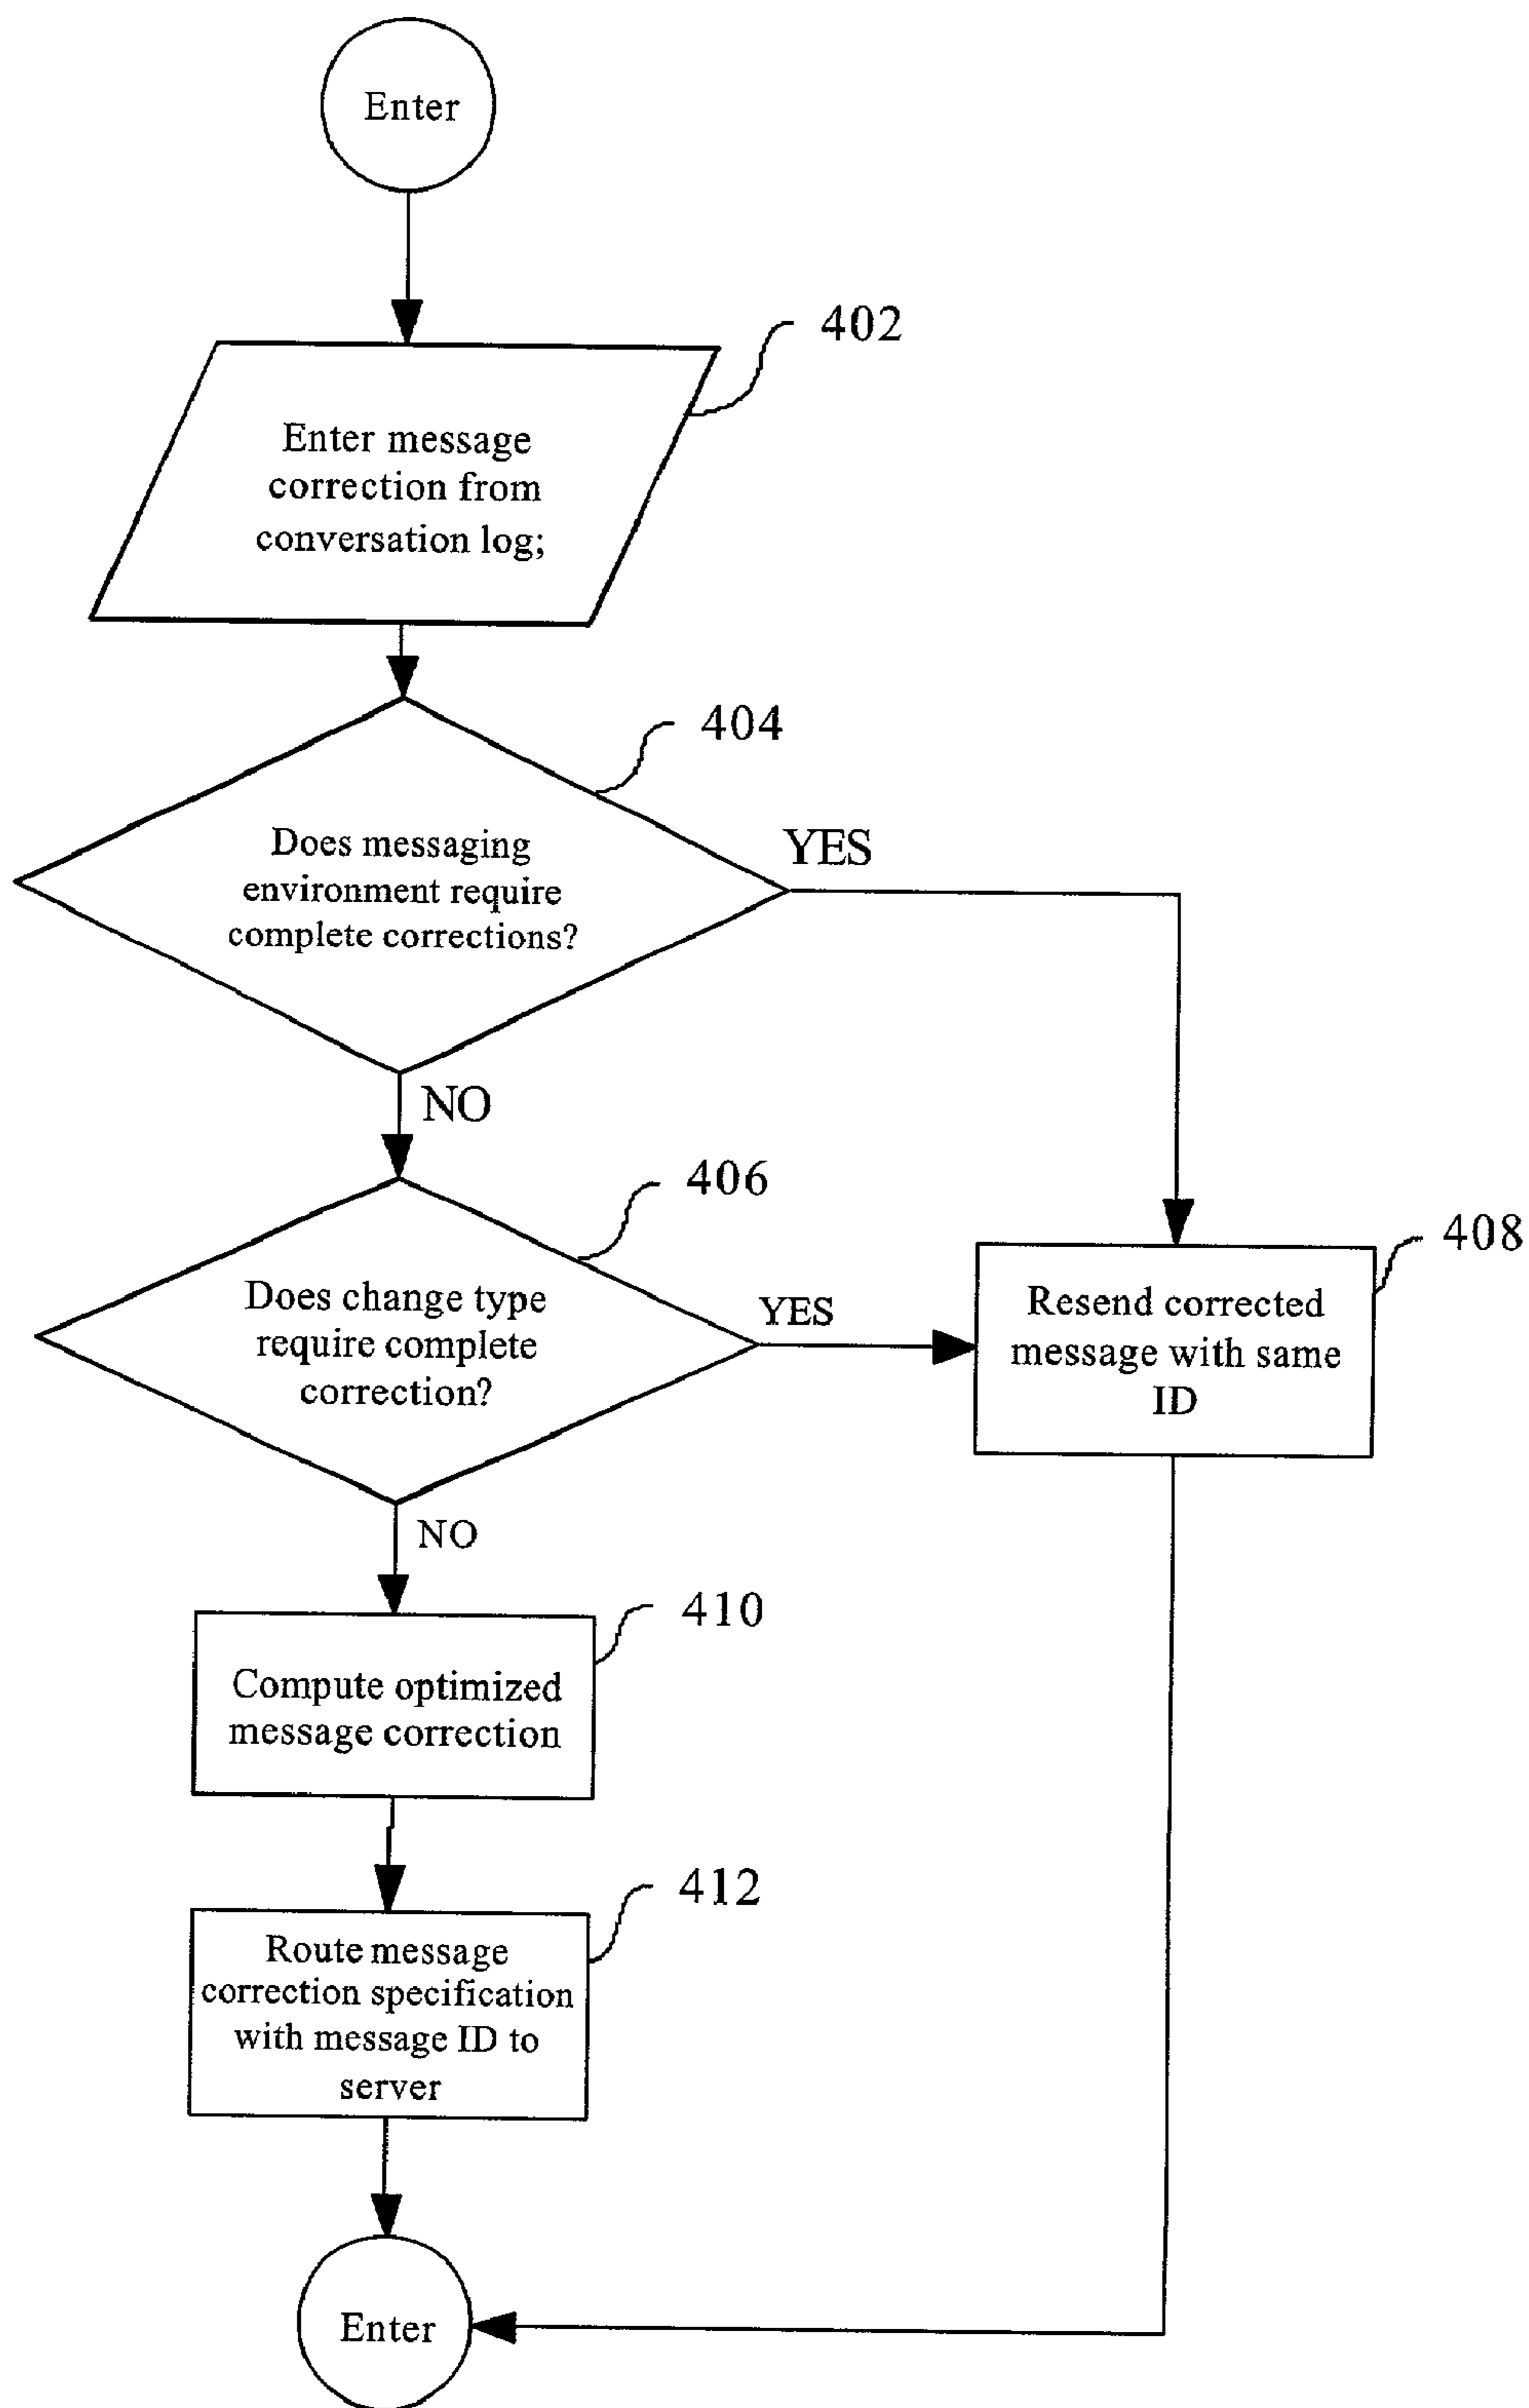 Enter
402
Enter message
correction from
conversation log;
404
Does messaging
environment require
complete corrections?
YES
NO
406
Does change type
require complete
correction?
YES
408
Resend corrected
message with same
ID
NO
410
Compute optimized
message correction
412
Route message
correction specification
with message ID to
server
Enter